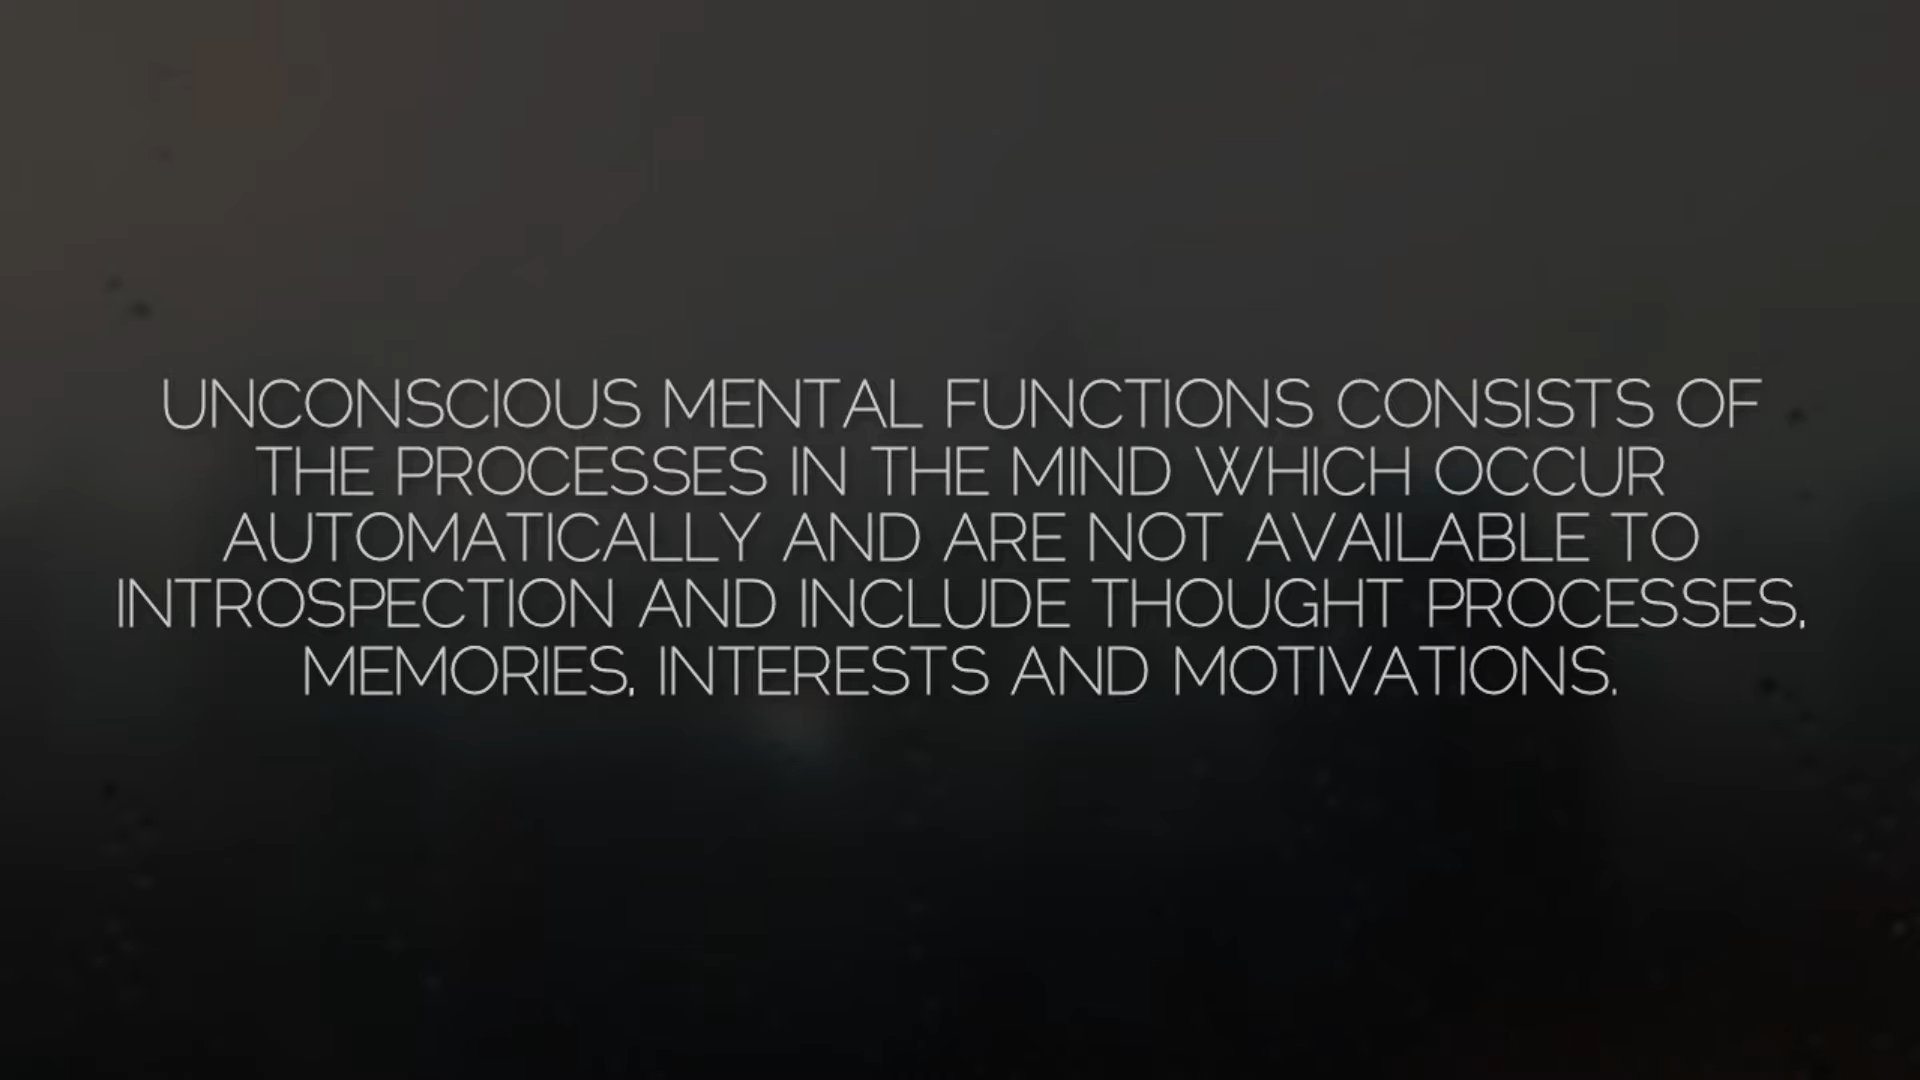 UNCONSCIOUS MENTAL FUNCTIONS CONSISTS OF
THE PROCESSES IN THE MIND WHICH OCCUR
AUTOMATICALLY AND ARE NOT AVAILABLE TO
INTROSPECTION AND INCLUDE THOUGHT PROCESSES,
MEMORIES, INTERESTS AND MOTIVATIONS.